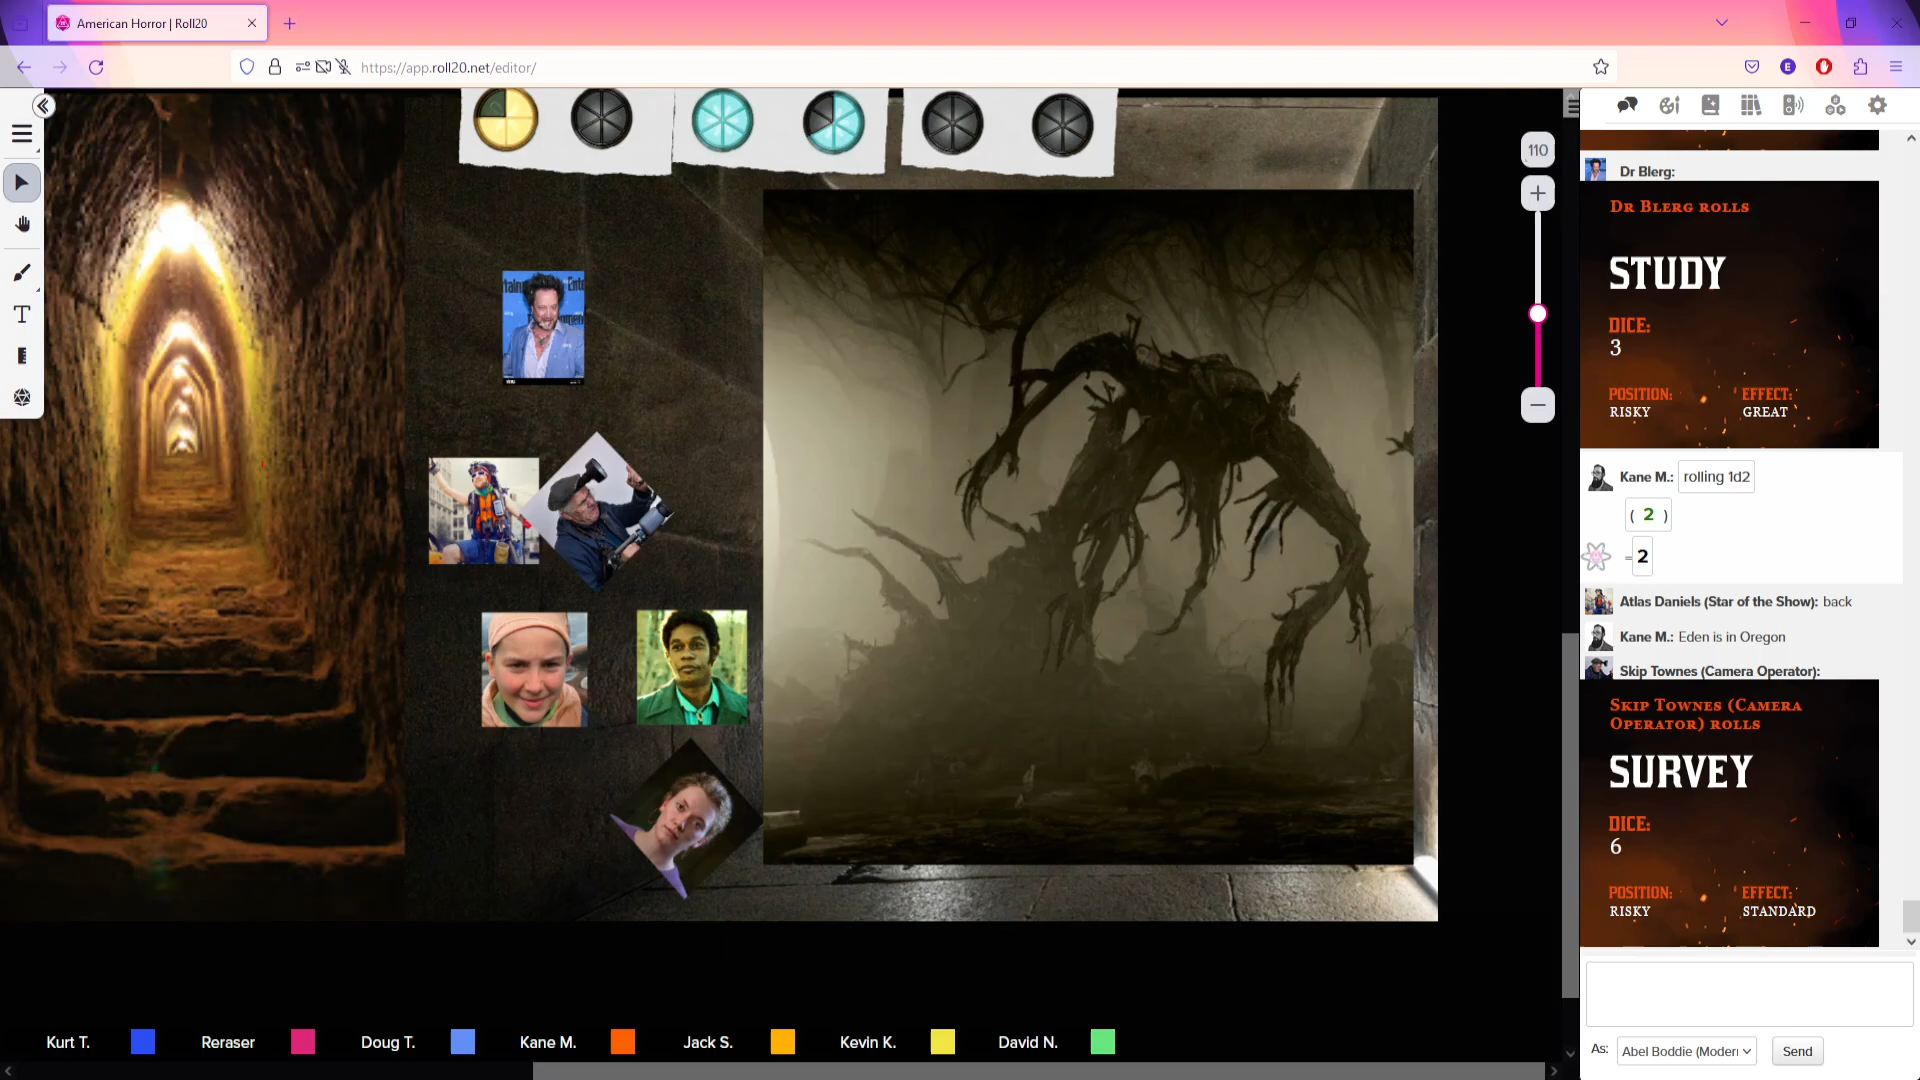 American Horror | Roll20
https://app.roll20.net/editor/
110
Dr Blerg:
DR BLERG ROLLS
STUDY
DICE:
3
POSITION: EFFECT:
RISKY GREAT
Kane M.: rolling 1d2
( 2 )
=2
Atlas Daniels (Star of the Show): back
Kane M.: Eden is in Oregon
Skip Townes (Camera Operator):
SKIP TOWNES (CAMERA
OPERATOR) ROLLS
SURVEY
DICE:
6
POSITION: EFFECT:
RISKY STANDARD
As: Abel Boddie (Modern Send
Kurt T. Reraser Doug T. Kane M. Jack S. Kevin K. David N.